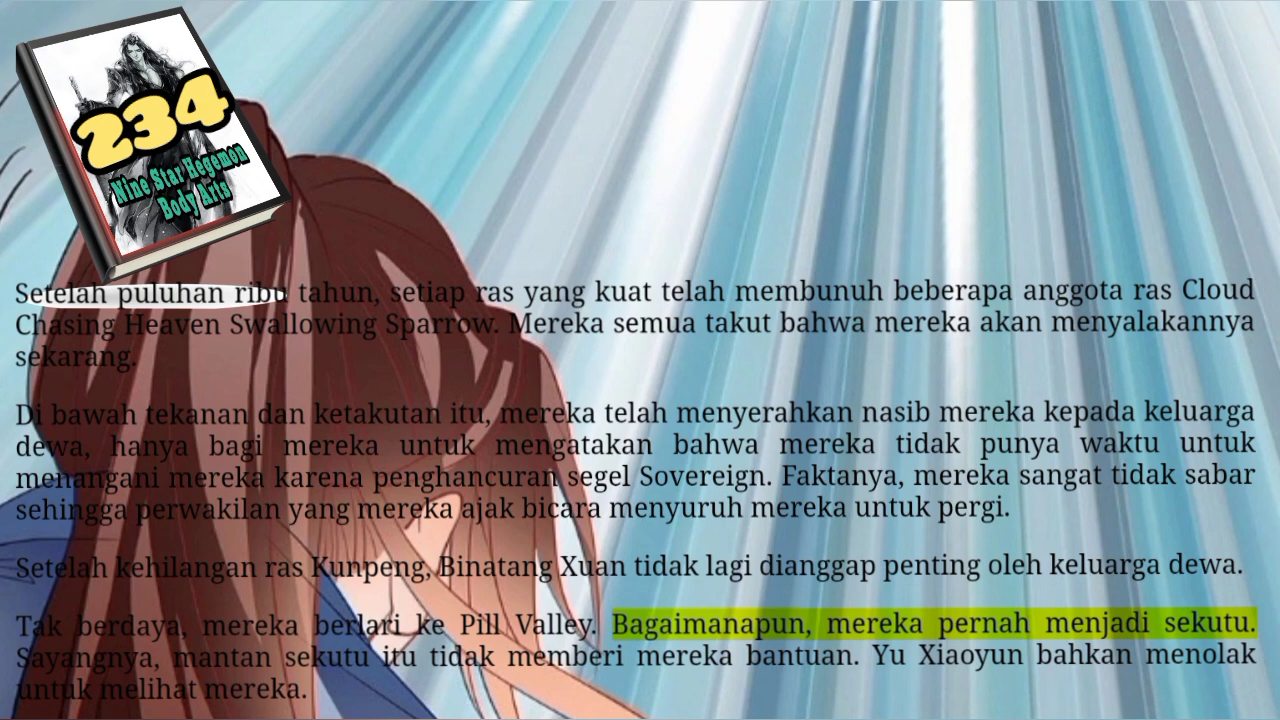 234
Nine Star Hegemon
Body Arts
Setelah puluhan ribu tahun, setiap ras yang kuat telah membunuh beberapa anggota ras Cloud
Chasing Heaven Swallowing Sparrow. Mereka semua takut bahwa mereka akan menyalakannya
sekarang.
Di bawah tekanan dan ketakutan itu, mereka telah menyerahkan nasib mereka kepada keluarga
dewa, hanya bagi mereka untuk mengatakan bahwa mereka tidak punya waktu untuk
menangani mereka karena penghancuran segel Sovereign. Faktanya, mereka sangat tidak sabar
sehingga perwakilan yang mereka ajak bicara menyuruh mereka untuk pergi.
Setelah kehilangan ras Kunpeng, Binatang Xuan tidak lagi dianggap penting oleh keluarga dewa.
Tak berdaya, mereka berlari ke Pill Valley. Bagaimanapun, mereka pernah menjadi sekutu.
Sayangnya, mantan sekutu itu tidak memberi mereka bantuan. Yu Xiaoyun bahkan menolak
untuk melihat mereka.